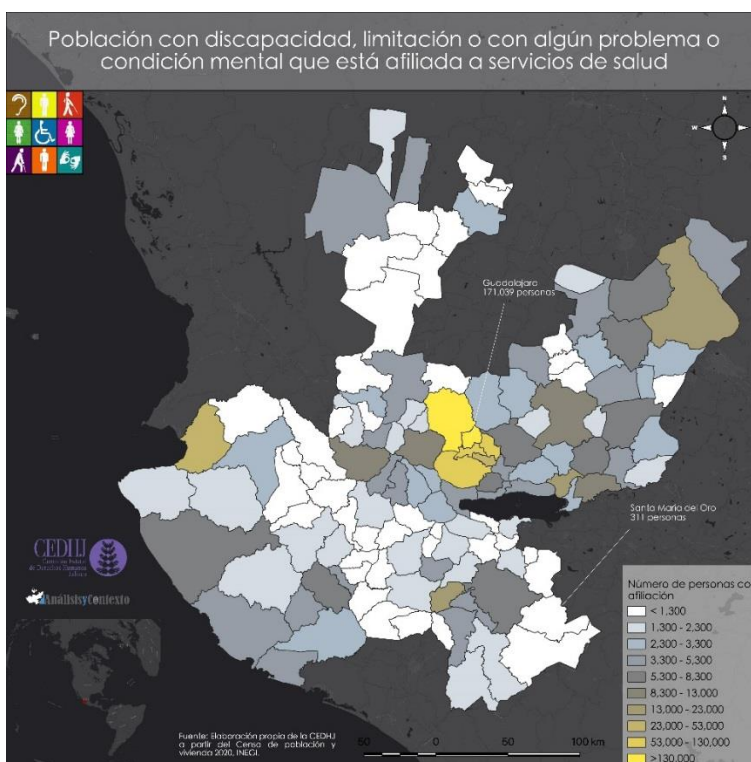 Población con discapacidad, limitación o con algún problema o
condición mental que está afiliada a servicios de salud
N
W
S
Guadalajara
171,039 personas
Santa Maria del Oro
311 personas
CEDHJ
AnálisisyContexto
Número de personas co
afiliación
< 1,300
1,300 - 2,300
2,300 - 3,300
3,300 - 5,300
5,300 - 8,300
8,300 - 13,000
13,000 - 23,000
23,000 - 53,000
53,000 - 130,000
>130,000
Fuente: Elaboración propia de la CEDHJ
a partir del Censo de población y
vivienda 2020, INEGI.
50 0 50 100 km